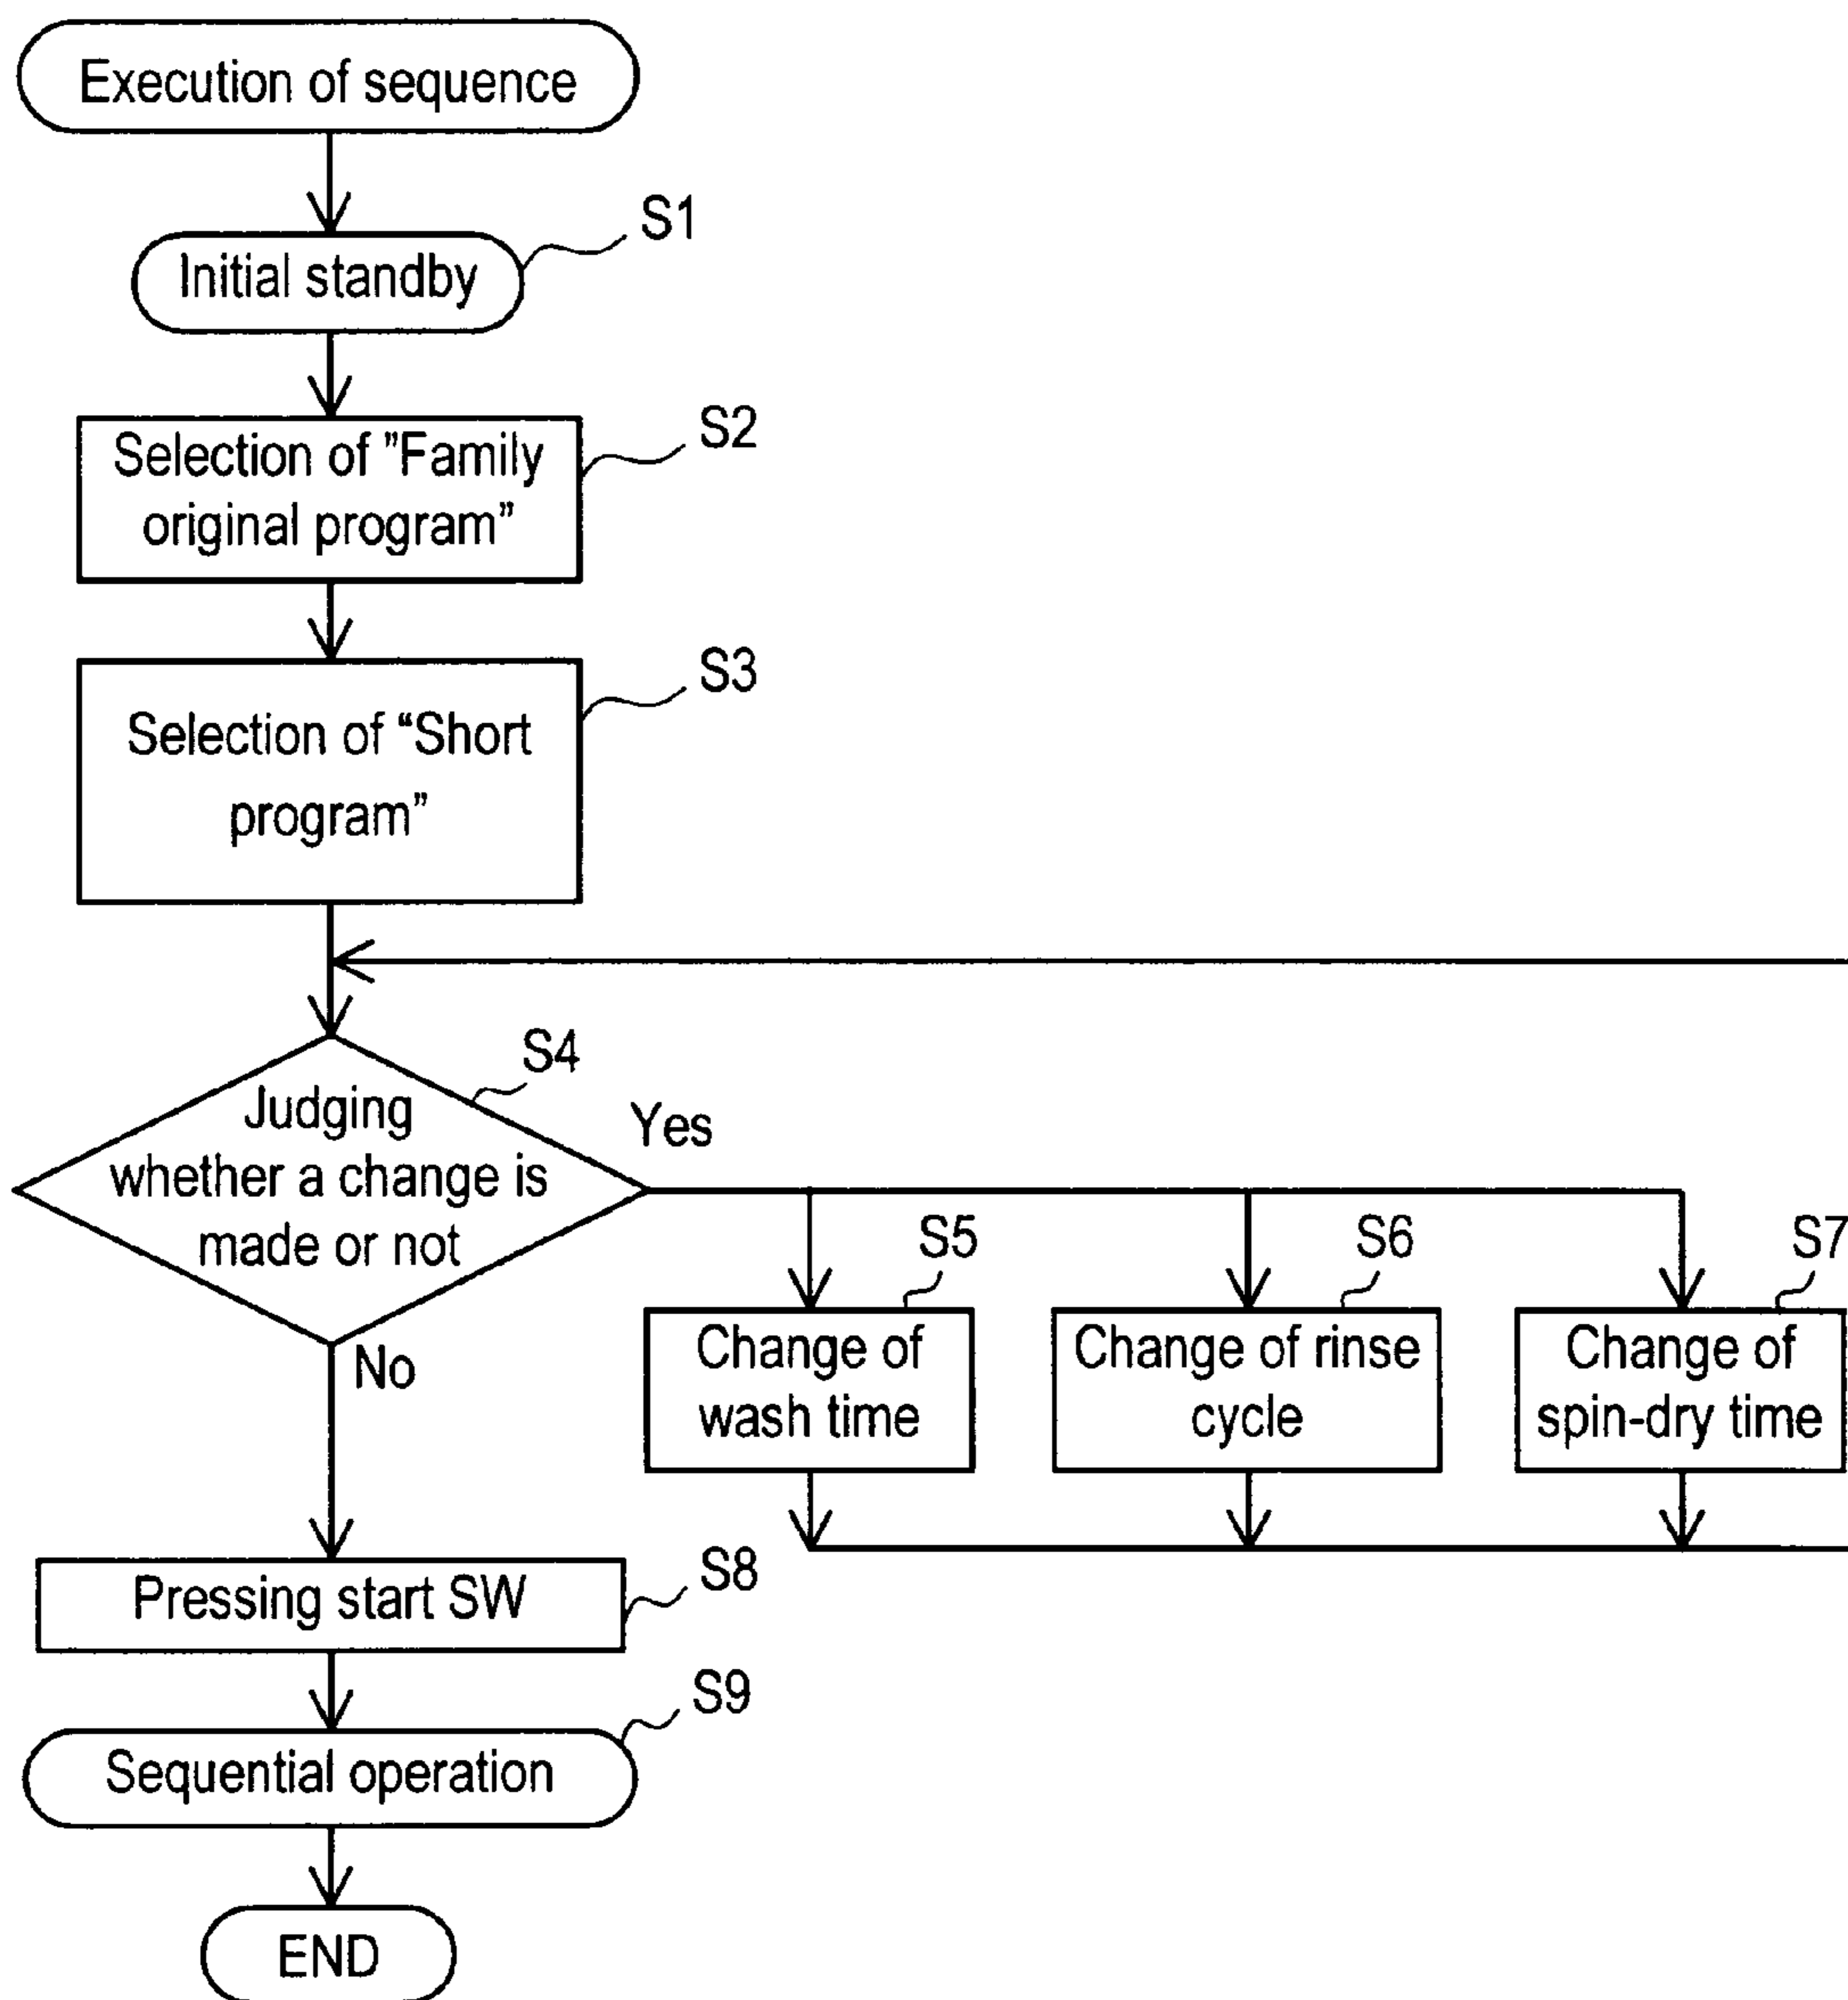 Execution of sequence
S1
Initial standby
S2
Selection of "Family
original program"
S3
Selection of “Short
program”
S4
Judging
whether a change is
made or not
Yes
No
S5
Change of
wash time
S6
Change of rinse
cycle
S7
Change of
spin-dry time
S8
Pressing start SW
S9
Sequential operation
END